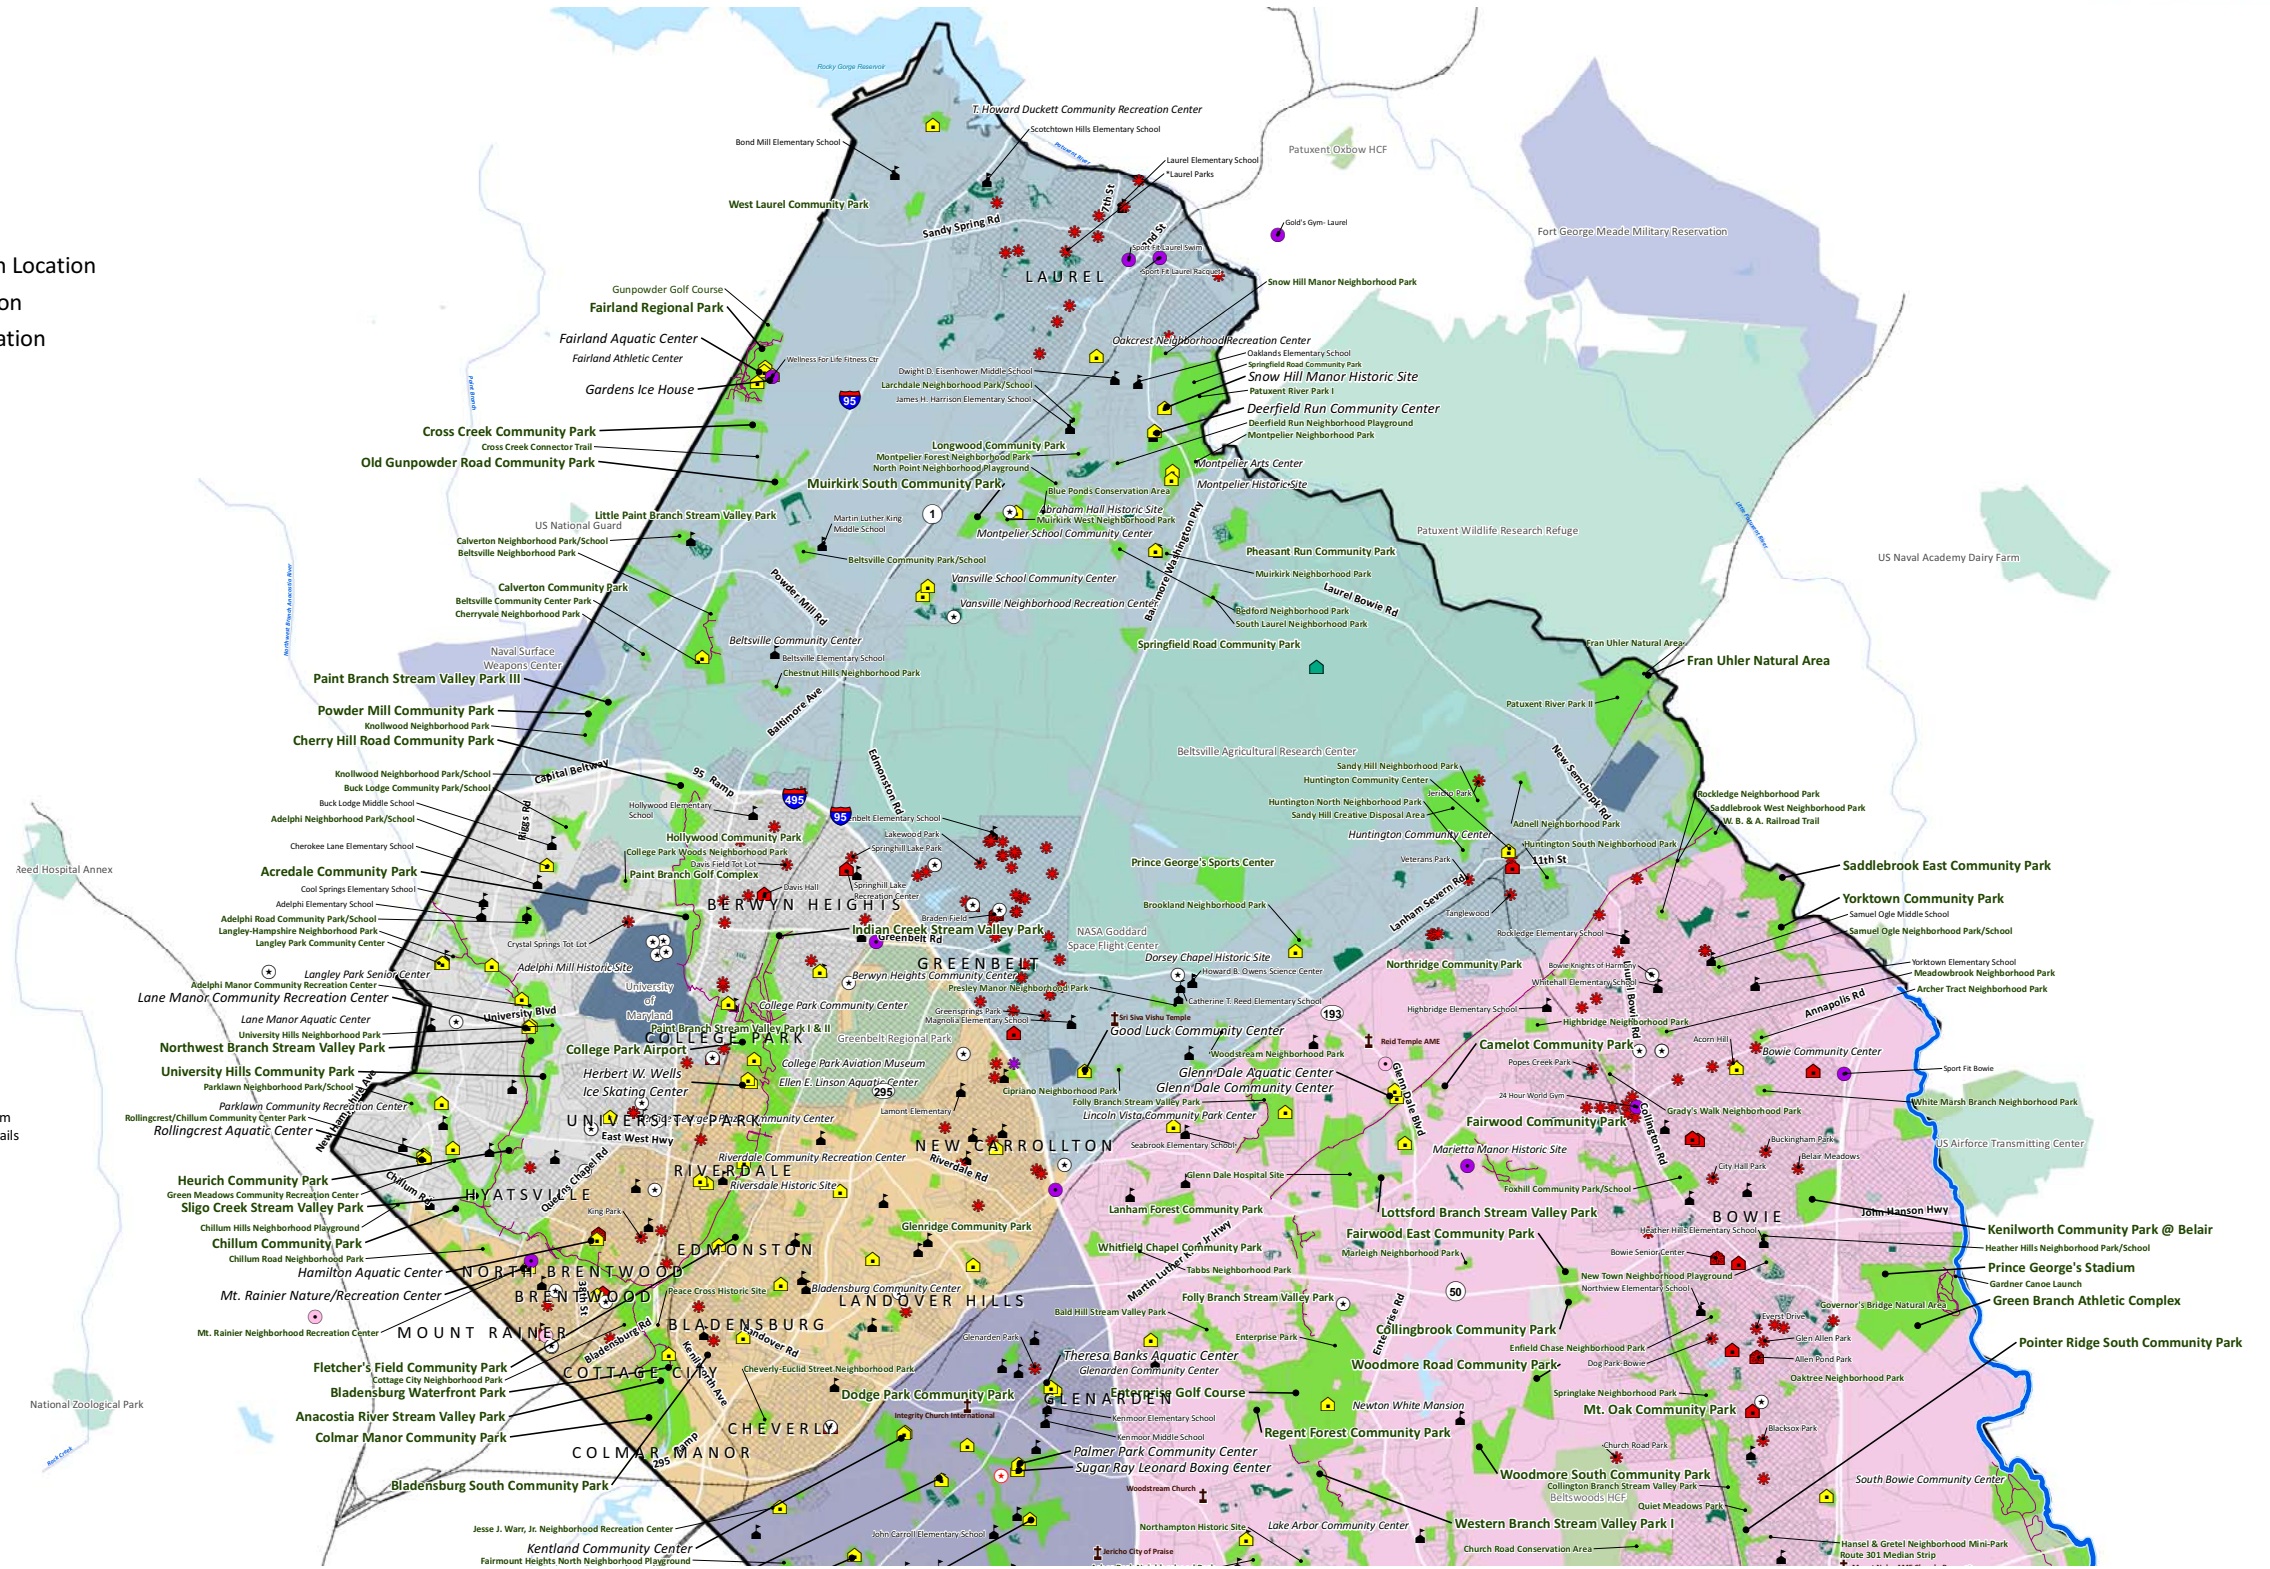 n Location
on
ation
m
ails
Rocky Gorge Reservoir
T. Howard Duckett Community Recreation Center
Scotchtown Hills Elementary School
Bond Mill Elementary School
Patuxent River
Patuxent Oxbow HCF
Laurel Elementary School
*Laurel Parks
7th St
West Laurel Community Park
Sandy Spring Rd
2nd St
Gold's Gym- Laurel
Fort George Meade Military Reservation
Sport Fit Laurel Swim
Sport Fit Laurel Racquet
LAUREL
Snow Hill Manor Neighborhood Park
Gunpowder Golf Course
Fairland Regional Park
Fairland Aquatic Center
Fairland Athletic Center
Wellness For Life Fitness Ctr
Gardens Ice House
95
Oakcrest Neighborhood Recreation Center
Oaklands Elementary School
Springfield Road Community Park
Dwight D. Eisenhower Middle School
Snow Hill Manor Historic Site
Larchdale Neighborhood Park/School
Patuxent River Park I
James H. Harrison Elementary School
Deerfield Run Community Center
Deerfield Run Neighborhood Playground
Montpelier Neighborhood Park
Paint Branch
Cross Creek Community Park
Cross Creek Connector Trail
Old Gunpowder Road Community Park
Longwood Community Park
Montpelier Forest Neighborhood Park
North Point Neighborhood Playground
Montpelier Arts Center
Montpelier Historic Site
Muirkirk South Community Park
Blue Ponds Conservation Area
Abraham Hall Historic Site
Muirkirk West Neighborhood Park
Montpelier School Community Center
1
Little Paint Branch Stream Valley Park
US National Guard
Martin Luther King
Middle School
Calverton Neighborhood Park/School
Beltsville Neighborhood Park
Beltsville Community Park/School
Baltimore Washington Pky
Pheasant Run Community Park
Muirkirk Neighborhood Park
Patuxent Wildlife Research Refuge
Little Patuxent River
US Naval Academy Dairy Farm
Northwest Branch Anacostia River
Calverton Community Park
Beltsville Community Center Park
Cherryvale Neighborhood Park
Powder Mill Rd
Vansville School Community Center
Vansville Neighborhood Recreation Center
Laurel Bowie Rd
Bedford Neighborhood Park
South Laurel Neighborhood Park
Springfield Road Community Park
Beltsville Community Center
Beltsville Elementary School
Chestnut Hills Neighborhood Park
Naval Surface
Weapons Center
Fran Uhler Natural Area
Fran Uhler Natural Area
Paint Branch Stream Valley Park III
Powder Mill Community Park
Knollwood Neighborhood Park
Cherry Hill Road Community Park
Baltimore Ave
Patuxent River Park II
Beltsville Agricultural Research Center
New Semchopk Rd
Knollwood Neighborhood Park/School
Capital Beltway
95 Ramp
Edmonston Rd
Buck Lodge Community Park/School
Buck Lodge Middle School
Adelphi Neighborhood Park/School
Riggs Rd
Hollywood Elementary
School
495
95
enbelt Elementary School
Lakewood Park
Sandy Hill Neighborhood Park
Huntington Community Center
Jericho Park
Huntington North Neighborhood Park
Sandy Hill Creative Disposal Area
Rockledge Neighborhood Park
Saddlebrook West Neighborhood Park
W. B. & A. Railroad Trail
Adnell Neighborhood Park
Huntington Community Center
Huntington South Neighborhood Park
Hollywood Community Park
Cherokee Lane Elementary School
College Park Woods Neighborhood Park
Springhill Lake Park
Davis Field Tot Lot
Paint Branch Golf Complex
Veterans Park
11th St
Reed Hospital Annex
Acredale Community Park
Prince George's Sports Center
Saddlebrook East Community Park
Cool Springs Elementary School
Springhill Lake
Recreation Center
Davis Hall
Adelphi Elementary School
BERWYN HEIGHTS
Brookland Neighborhood Park
Lanham Severn Rd
Tanglewood
Yorktown Community Park
Samuel Ogle Middle School
Adelphi Road Community Park/School
Braden Field
Langley-Hampshire Neighborhood Park
Indian Creek Stream Valley Park
Greenbelt Rd
Langley Park Community Center
Crystal Springs Tot Lot
NASA Goddard
Space Flight Center
Rockledge Elementary School
Samuel Ogle Neighborhood Park/School
Adelphi Mill Historic Site
Langley Park Senior Center
Adelphi Manor Community Recreation Center
GREENBELT
Berwyn Heights Community Center
Dorsey Chapel Historic Site
Howard B. Owens Science Center
Northridge Community Park
Bowie Knights of Harmony
Whitehall Elementary School
Yorktown Elementary School
Meadowbrook Neighborhood Park
Archer Tract Neighborhood Park
Lane Manor Community Recreation Center
University
of
Maryland
Presley Manor Neighborhood Park
Catherine T. Reed Elementary School
Laurel Bowie Rd
Annapolis Rd
Lane Manor Aquatic Center
University Blvd
College Park Community Center
Greensprings Park
Magnolia Elementary School
Sri Siva Vishu Temple
193
Highbridge Elementary School
Highbridge Neighborhood Park
University Hills Neighborhood Park
Paint Branch Stream Valley Park I & II
Good Luck Community Center
Northwest Branch Stream Valley Park
COLLEGE PARK
College Park Airport
Greenbelt Regional Park
Reid Temple AME
Camelot Community Park
Acorn Hill
Bowie Community Center
Woodstream Neighborhood Park
University Hills Community Park
College Park Aviation Museum
Popes Creek Park
Herbert W. Wells
Ice Skating Center
Glenn Dale Aquatic Center
Glenn Dale Community Center
Sport Fit Bowie
Parklawn Neighborhood Park/School
Ellen E. Linson Aquatic Center
295
Cipriano Neighborhood Park
Glenn Dale Blvd
24 Hour World Gym
New Hampshire Ave
Parklawn Community Recreation Center
Lamont Elementary
Folly Branch Stream Valley Park
White Marsh Branch Neighborhood Park
Rollingcrest/Chillum Community Center Park
Rollingcrest Aquatic Center
UNIVERSITY PARK
East West Hwy
Lincoln Vista Community Park Center
Grady's Walk Neighborhood Park
Fairwood Community Park
NEW CARROLLTON
Seabrook Elementary School
Collington Rd
Buckingham Park
US Airforce Transmitting Center
Riverdale Community Recreation Center
Riverdale Rd
Marietta Manor Historic Site
Belair Meadows
Heurich Community Park
Chillum Rd
Queens Chapel Rd
RIVERDALE
City Hall Park
Green Meadows Community Recreation Center
HYATSVILLE
Riversdale Historic Site
Glenn Dale Hospital Site
Foxhill Community Park/School
Sligo Creek Stream Valley Park
King Park
Lanham Forest Community Park
Lottsford Branch Stream Valley Park
BOWIE
John Hanson Hwy
Chillum Hills Neighborhood Playground
Glenridge Community Park
Fairwood East Community Park
Heather Hills Elementary School
Kenilworth Community Park @ Belair
Chillum Community Park
EDMONSTON
Whitfield Chapel Community Park
Martin Luther King Jr Hwy
Marleigh Neighborhood Park
Bowie Senior Center
Heather Hills Neighborhood Park/School
Chillum Road Neighborhood Park
Hamilton Aquatic Center
NORTH BRENTWOOD
Tabbs Neighborhood Park
New Town Neighborhood Playground
Prince George's Stadium
Gardner Canoe Launch
Mt. Rainier Nature/Recreation Center
BRENTWOOD
38th St
Peace Cross Historic Site
Bladensburg Community Center
LANDOVER HILLS
Folly Branch Stream Valley Park
50
Northview Elementary School
Governor's Bridge Natural Area
Green Branch Athletic Complex
Bald Hill Stream Valley Park
Enterprise Rd
Everst Drive
Mt. Rainier Neighborhood Recreation Center
MOUNT RAINER
BLADENSBURG
Bladensburg Rd
Landover Rd
Glenarden Park
Enterprise Park
Collingbrook Community Park
Enfield Chase Neighborhood Park
Glen Allen Park
Pointer Ridge South Community Park
Kenilworth Ave
Theresa Banks Aquatic Center
Glenarden Community Center
Woodmore Road Community Park
Dog Park-Bowie
Allen Pond Park
Fletcher's Field Community Park
COTTAGE CITY
Cheverly-Euclid Street Neighborhood Park
Oaktree Neighborhood Park
Cottage City Neighborhood Park
Bladensburg Waterfront Park
Dodge Park Community Park
GLENARDEN
Enterprise Golf Course
Springlake Neighborhood Park
National Zoological Park
Newton White Mansion
Mt. Oak Community Park
Anacostia River Stream Valley Park
Integrity Church International
Kenmoor Elementary School
Colmar Manor Community Park
CHEVERLY
Kenmoor Middle School
Regent Forest Community Park
Blacksox Park
Rock Creek
COLMAR MANOR
295 Ramp
Palmer Park Community Center
Sugar Ray Leonard Boxing Center
Church Road Park
Bladensburg South Community Park
Woodstream Church
Woodmore South Community Park
Collington Branch Stream Valley Park
Beltswoods HCF
South Bowie Community Center
Quiet Meadows Park
Jesse J. Warr, Jr. Neighborhood Recreation Center
John Carroll Elementary School
Northampton Historic Site
Lake Arbor Community Center
Western Branch Stream Valley Park I
Kentland Community Center
Jericho City of Praise
Church Road Conservation Area
Hansel & Gretel Neighborhood Mini-Park
Route 301 Median Strip
Fairmount Heights North Neighborhood Playground